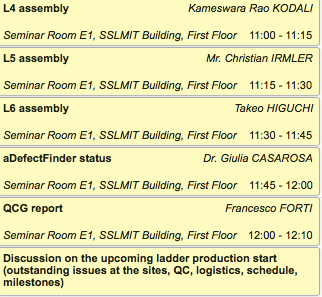 L4 assembly Kameswara Rao KODALI
Seminar Room E1, SSLMIT Building, First Floor 11:00 - 11:15
L5 assembly Mr. Christian IRMLER
Seminar Room E1, SSLMIT Building, First Floor 11:15 - 11:30
L6 assembly Takeo HIGUCHI
Seminar Room E1, SSLMIT Building, First Floor 11:30 - 11:45
aDefectFinder status Dr. Giulia CASAROSA
Seminar Room E1, SSLMIT Building, First Floor 11:45 - 12:00
QCG report Francesco FORTI
Seminar Room E1, SSLMIT Building, First Floor 12:00 - 12:10
Discussion on the upcoming ladder production start
(outstanding issues at the sites, QC, logistics, schedule,
milestones)